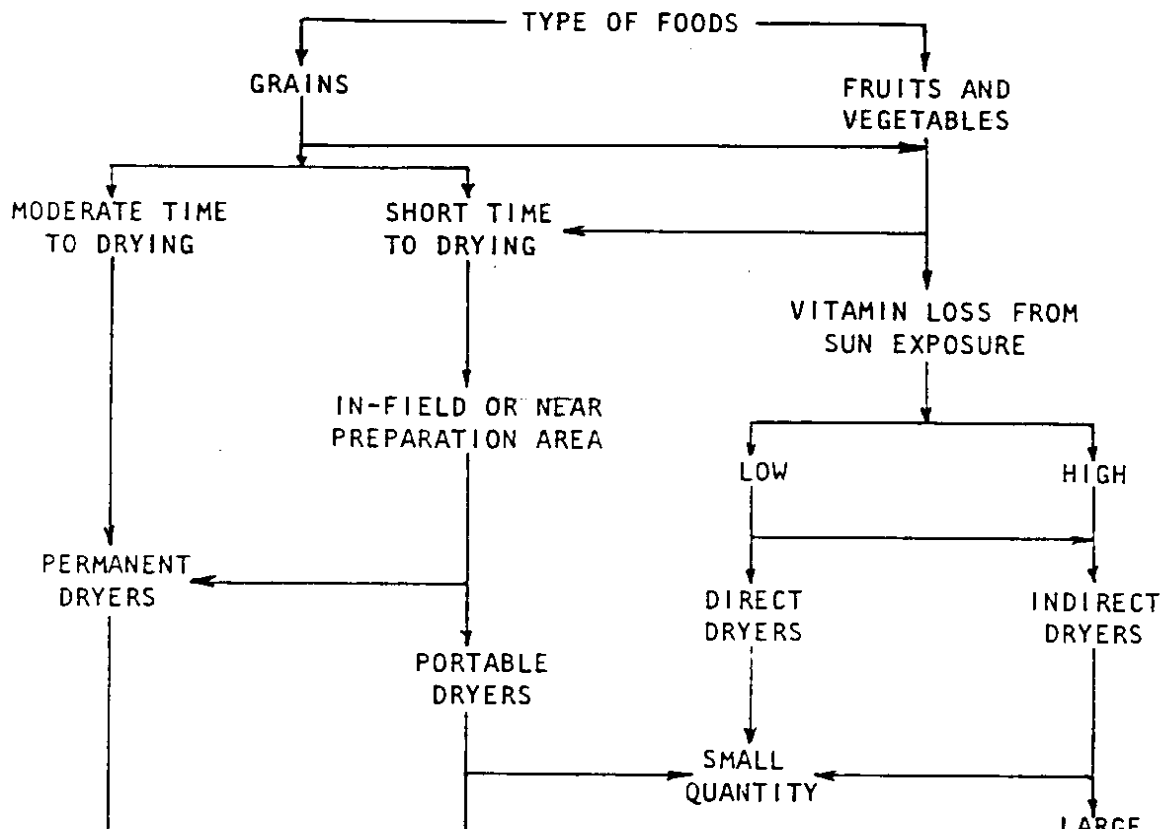 TYPE OF FOODS
GRAINS
FRUITS AND
VEGETABLES
MODERATE TIME
TO DRYING
SHORT TIME
TO DRYING
VITAMIN LOSS FROM
SUN EXPOSURE
IN-FIELD OR NEAR
PREPARATION AREA
LOW
HIGH
PERMANENT
DRYERS
DIRECT
DRYERS
INDIRECT
DRYERS
PORTABLE
DRYERS
SMALL
QUANTITY
LARGE